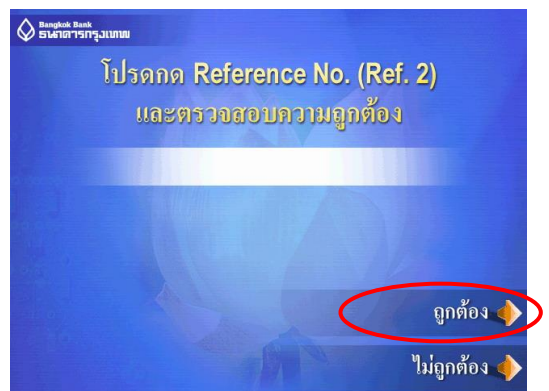 Bangkok Bank
ธนาคารกรุงเทพ
โปรดกด Reference No. (Ref. 2)
และตรวจสอบความถูกต้อง
ถูกต้อง
ไม่ถูกต้อง